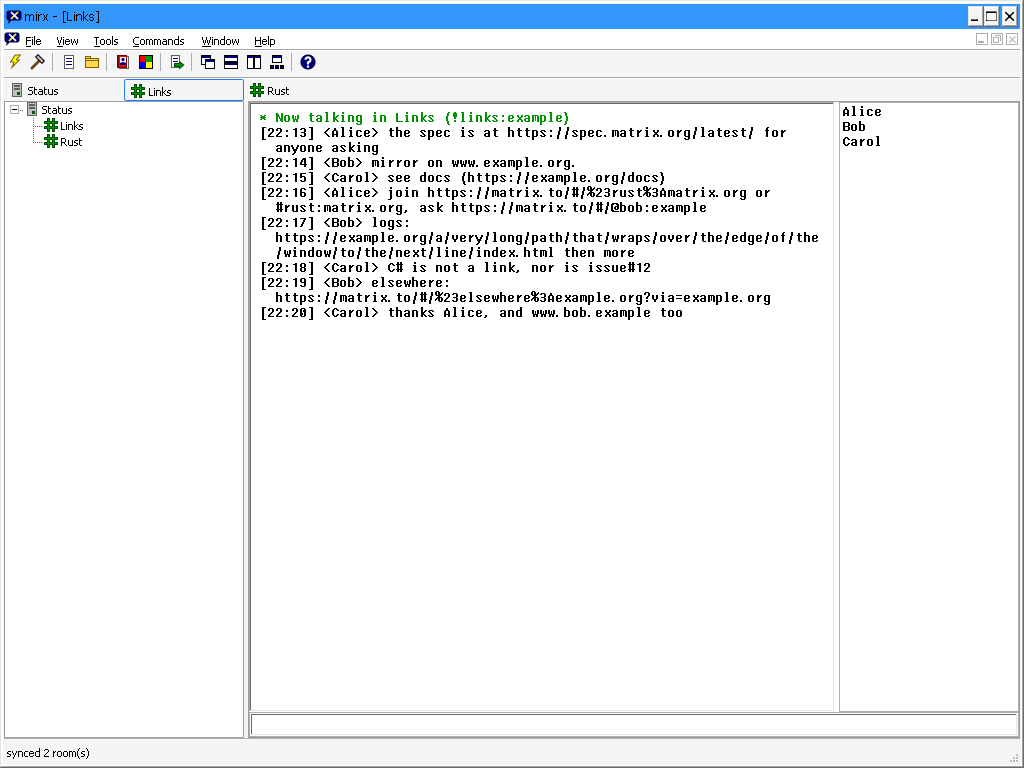 mirx - [Links]
File View Tools Commands Window Help
Status Links Rust
Status
Links
Rust
* Now talking in Links (!links:example)
[22:13] <Alice> the spec is at https://spec.matrix.org/latest/ for
anyone asking
[22:14] <Bob> mirror on www.example.org.
[22:15] <Carol> see docs (https://example.org/docs)
[22:16] <Alice> join https://matrix.to/#/%23rust%3Amatrix.org or
#rust:matrix.org, ask https://matrix.to/#/@bob:example
[22:17] <Bob> logs:
https://example.org/a/very/long/path/that/wraps/over/the/edge/of/the
/window/to/the/next/line/index.html then more
[22:18] <Carol> C# is not a link, nor is issue#12
[22:19] <Bob> elsewhere:
https://matrix.to/#/%23elsewhere%3Aexample.org?via=example.org
[22:20] <Carol> thanks Alice, and www.bob.example too
Alice
Bob
Carol
synced 2 room(s)